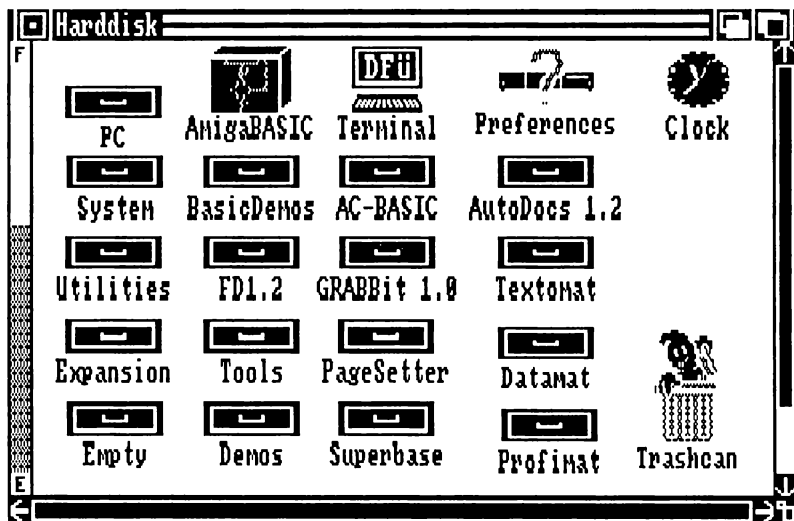 Harddisk
F
DFü
PC AmigaBASIC Terminal Preferences Clock
System BasicDemos AC-BASIC AutoDocs 1.2
Utilities FD1.2 GRABBit 1.0 Textomat
Expansion Tools PageSetter Datamat
Empty Demos Superbase Profimat Trashcan
E